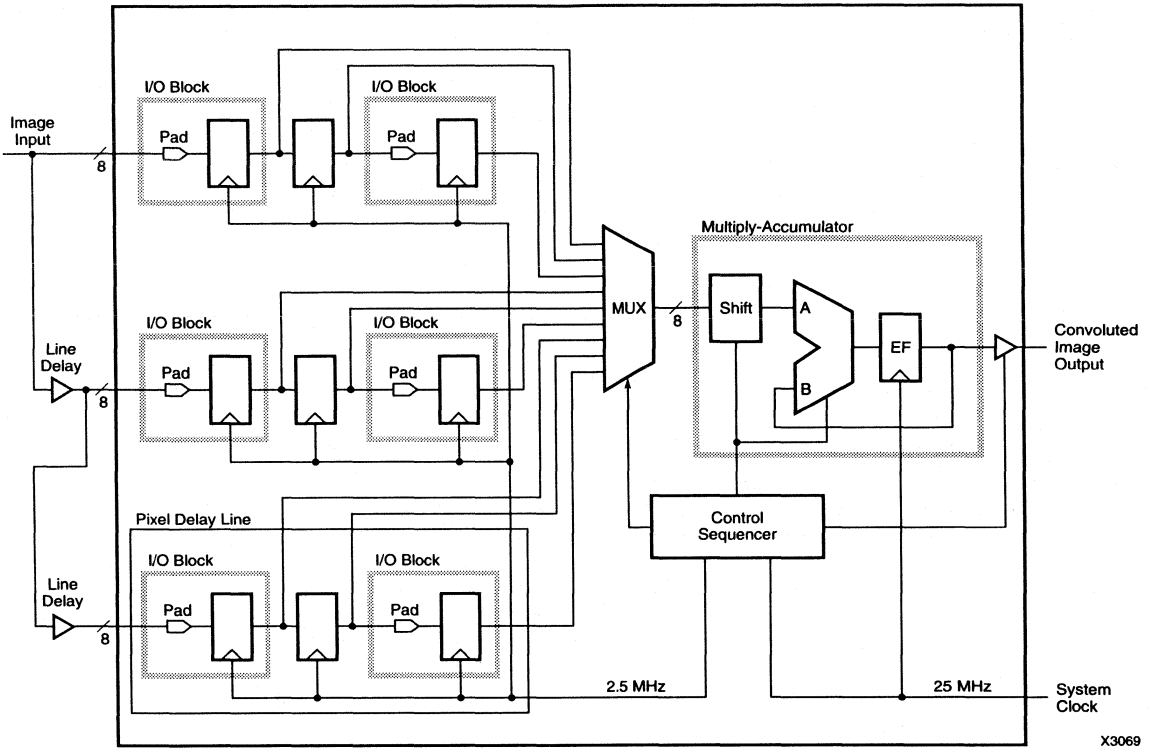 I/O Block
I/O Block
Image
Input
Pad
Pad
8
Multiply-Accumulator
I/O Block
I/O Block
MUX
8
Shift
A
EF
B
Convoluted
Image
Output
Line
Delay
Pad
Pad
8
Pixel Delay Line
Control
Sequencer
I/O Block
I/O Block
Line
Delay
Pad
Pad
8
2.5 MHz
25 MHz
System
Clock
X3069